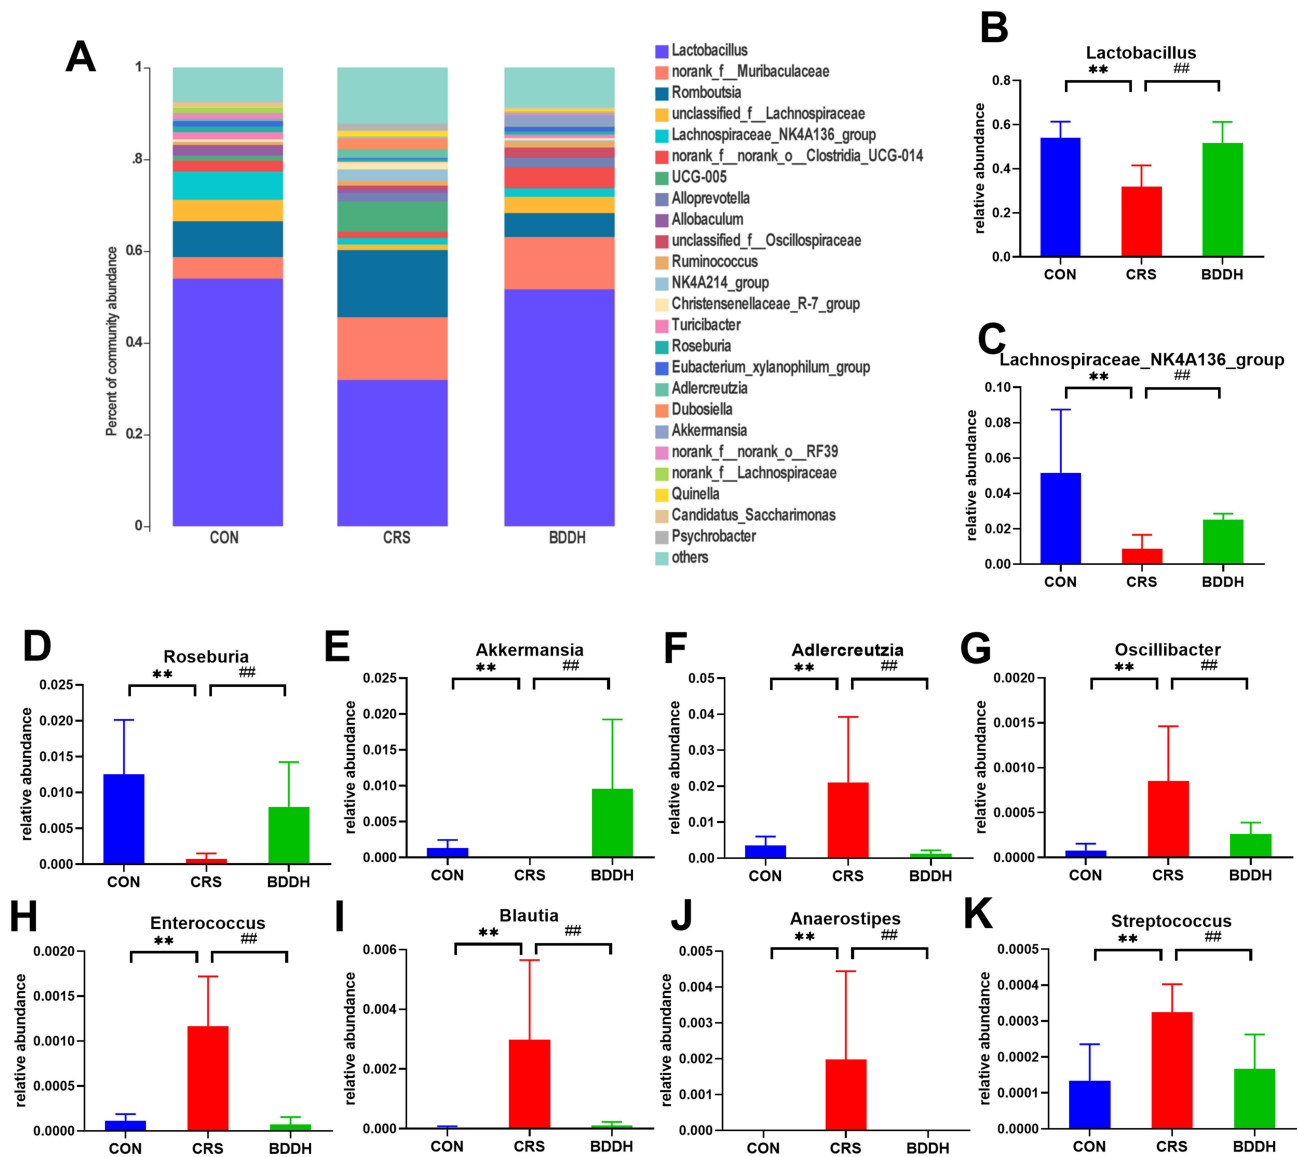 A
Percent of community abundance
1
.8
0.6
0.4
0.2
0
CON
CRS
BDDH
Lactobacillus
norank_f__Muribaculaceae
Romboutsia
unclassified_f__Lachnospiraceae
Lachnospiraceae_NK4A136_group
norank_f__norank_o__Clostridia_UCG-014
UCG-005
Alloprevotella
Allobaculum
unclassified_f__Oscillospiraceae
Ruminococcus
NK4A214_group
Christensenellaceae_R-7_group
Turicibacter
Roseburia
Eubacterium_xylanophilum_group
Adlercreutzia
Dubosiella
Akkermansia
norank_f__norank_o__RF39
norank_f__Lachnospiraceae
Quinella
Candidatus_Saccharimonas
Psychrobacter
others
B
Lactobacillus
**
##
relative abundance
0.8
0.6
0.4
0.2
0.0
CON
CRS
BDDH
C
Lachnospiraceae_NK4A136_group
**
##
relative abundance
0.10
0.08
0.06
0.04
0.02
0.00
CON
CRS
BDDH
D
Roseburia
**
##
relative abundance
0.025
0.020
0.015
0.010
0.005
0.000
CON
CRS
BDDH
E
Akkermansia
**
##
relative abundance
0.025
0.020
0.015
0.010
0.005
0.000
CON
CRS
BDDH
F
Adlercreutzia
**
##
relative abundance
0.05
0.04
0.03
0.02
0.01
0.00
CON
CRS
BDDH
G
Oscillibacter
**
##
relative abundance
0.0020
0.0015
0.0010
0.0005
0.0000
CON
CRS
BDDH
H
Enterococcus
**
##
relative abundance
0.0020
0.0015
0.0010
0.0005
0.0000
CON
CRS
BDDH
I
Blautia
**
##
relative abundance
0.006
0.004
0.002
0.000
CON
CRS
BDDH
J
Anaerostipes
**
##
relative abundance
0.005
0.004
0.003
0.002
0.001
0.000
CON
CRS
BDDH
K
Streptococcus
**
##
relative abundance
0.0005
0.0004
0.0003
0.0002
0.0001
0.0000
CON
CRS
BDDH